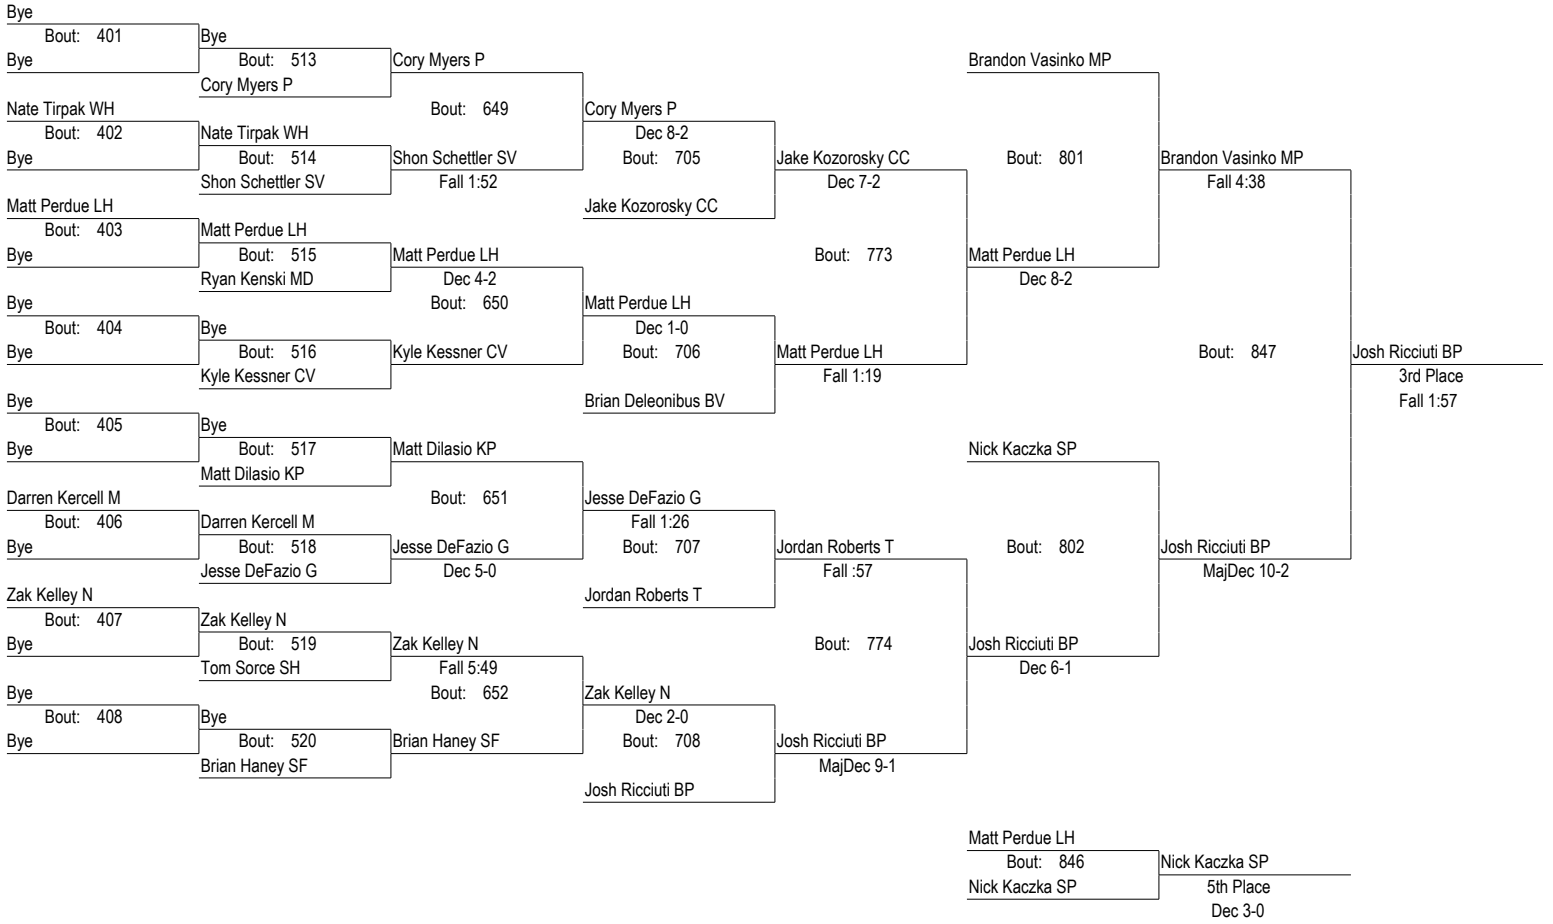 Bye
Bout: 401
Bye
Bye
Bout: 513
Cory Myers P
Brandon Vasinko MP
Bye
Cory Myers P
Nate Tirpak WH
Bout: 649
Cory Myers P
Bout: 402
Nate Tirpak WH
Dec 8-2
Bye
Bout: 514
Shon Schettler SV
Bout: 705
Jake Kozorosky CC
Bout: 801
Brandon Vasinko MP
Shon Schettler SV
Fall 1:52
Dec 7-2
Fall 4:38
Matt Perdue LH
Jake Kozorosky CC
Bout: 403
Matt Perdue LH
Bye
Bout: 515
Matt Perdue LH
Bout: 773
Matt Perdue LH
Ryan Kenski MD
Dec 4-2
Dec 8-2
Bye
Bout: 650
Matt Perdue LH
Bout: 404
Bye
Dec 1-0
Bye
Bout: 516
Kyle Kessner CV
Bout: 706
Matt Perdue LH
Bout: 847
Josh Ricciuti BP
Kyle Kessner CV
Fall 1:19
3rd Place
Bye
Brian Deleonibus BV
Fall 1:57
Bout: 405
Bye
Bye
Bout: 517
Matt Dilasio KP
Nick Kaczka SP
Matt Dilasio KP
Darren Kercell M
Bout: 651
Jesse DeFazio G
Bout: 406
Darren Kercell M
Fall 1:26
Bye
Bout: 518
Jesse DeFazio G
Bout: 707
Jordan Roberts T
Bout: 802
Josh Ricciuti BP
Jesse DeFazio G
Dec 5-0
Fall :57
MajDec 10-2
Zak Kelley N
Jordan Roberts T
Bout: 407
Zak Kelley N
Bye
Bout: 519
Zak Kelley N
Bout: 774
Josh Ricciuti BP
Tom Sorce SH
Fall 5:49
Dec 6-1
Bye
Bout: 652
Zak Kelley N
Bout: 408
Bye
Dec 2-0
Bye
Bout: 520
Brian Haney SF
Bout: 708
Josh Ricciuti BP
Brian Haney SF
MajDec 9-1
Josh Ricciuti BP
Matt Perdue LH
Bout: 846
Nick Kaczka SP
Nick Kaczka SP
5th Place
Dec 3-0